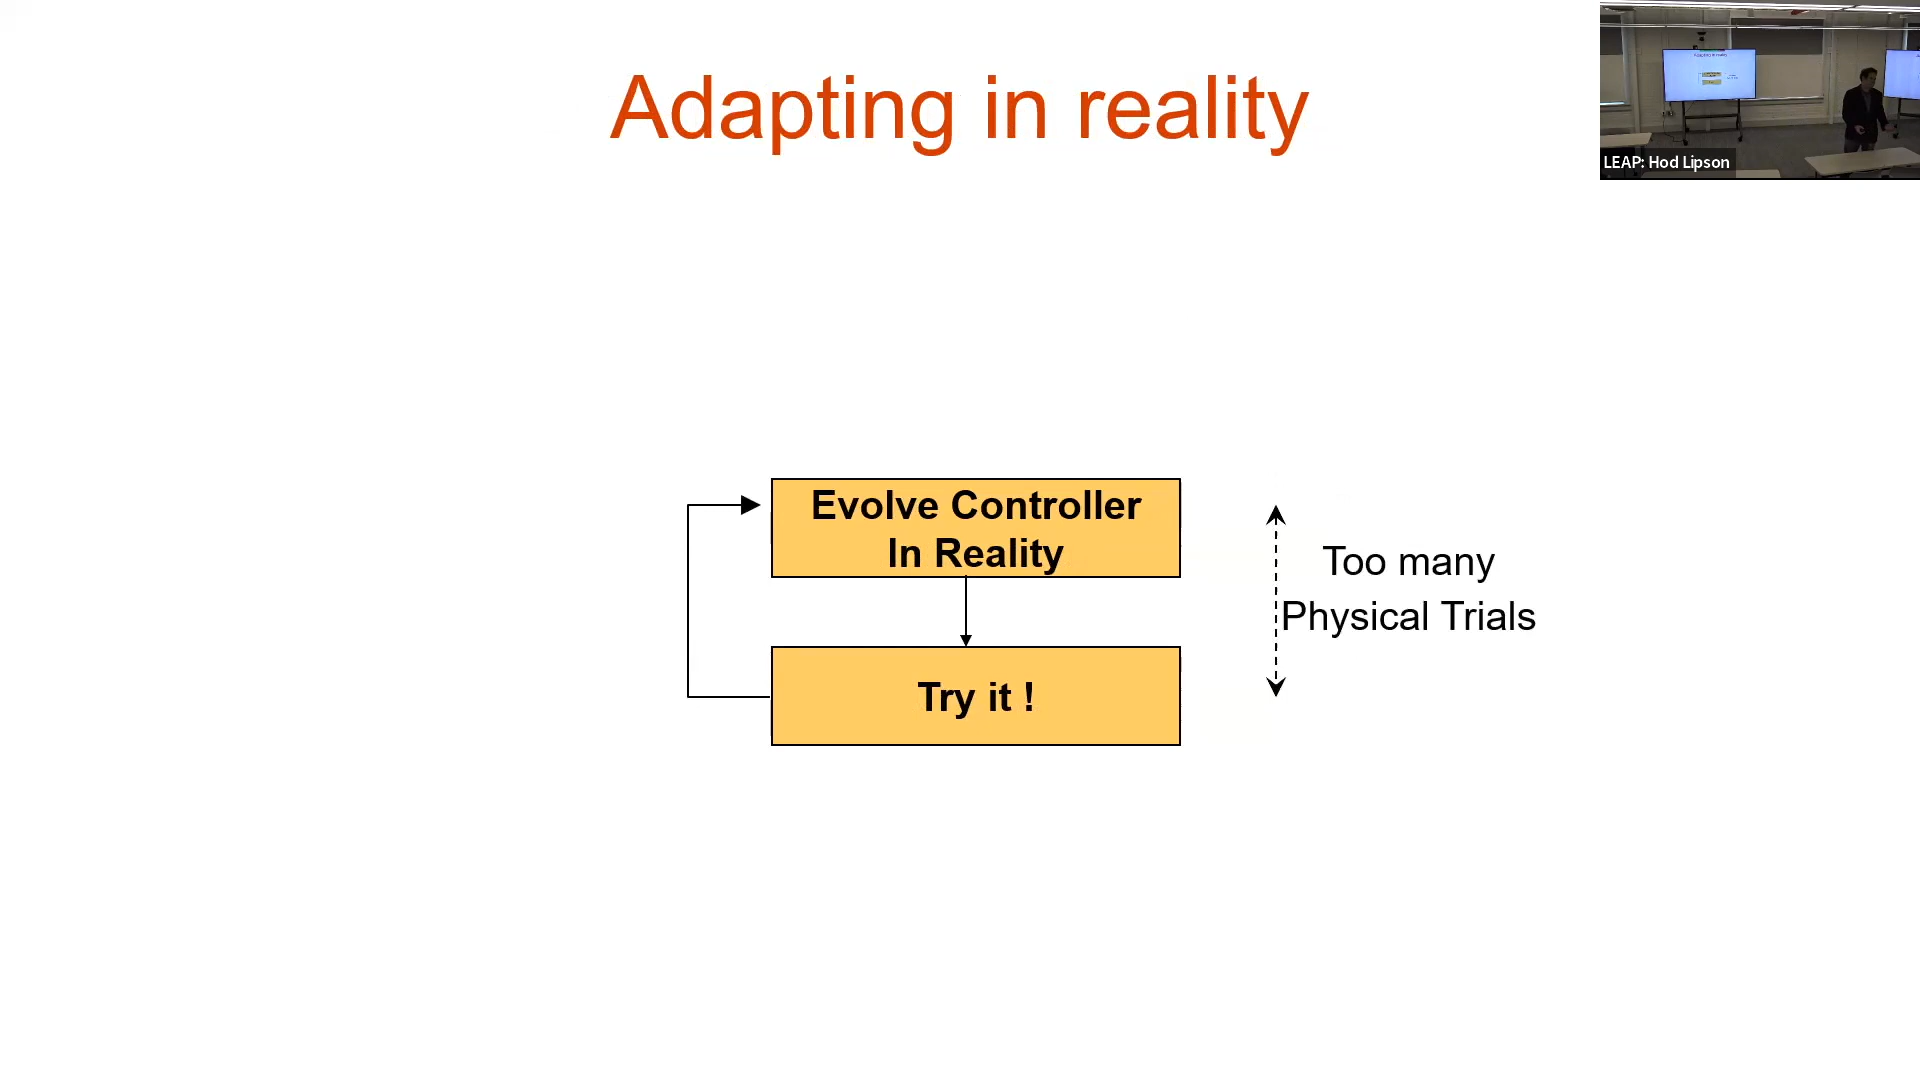 Adapting in reality
LEAP: Hod Lipson
Evolve Controller
In Reality
Too many
Physical Trials
Try it !